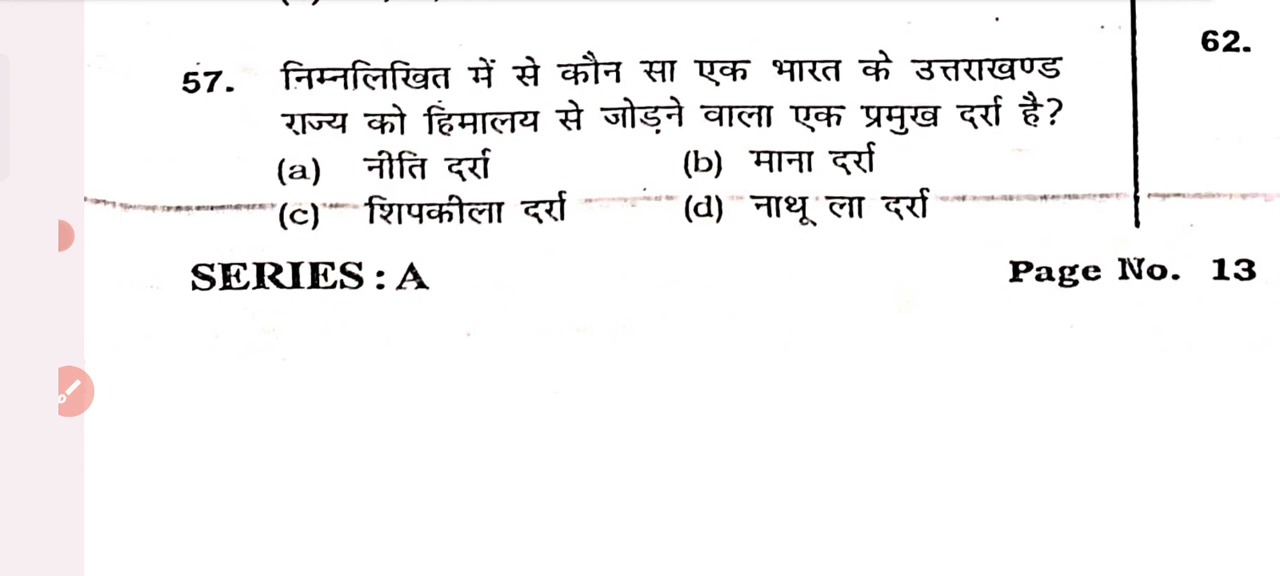 62.
57. निम्नलिखित में से कौन सा एक भारत के उत्तराखण्ड
राज्य को हिमालय से जोड़ने वाला एक प्रमुख दर्रा है?
(a) नीति दर्रा (b) माना दर्रा
(c) शिपकीला दर्रा (d) नाथू ला दर्रा
SERIES : A Page No. 13